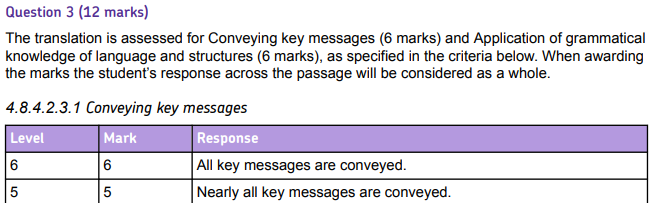 Question 3 (12 marks)
The translation is assessed for Conveying key messages (6 marks) and Application of grammatical
knowledge of language and structures (6 marks), as specified in the criteria below. When awarding
the marks the student's response across the passage will be considered as a whole.
4.8.4.2.3.1 Conveying key messages
Level Mark Response
6 6 All key messages are conveyed.
5 5 Nearly all key messages are conveyed.